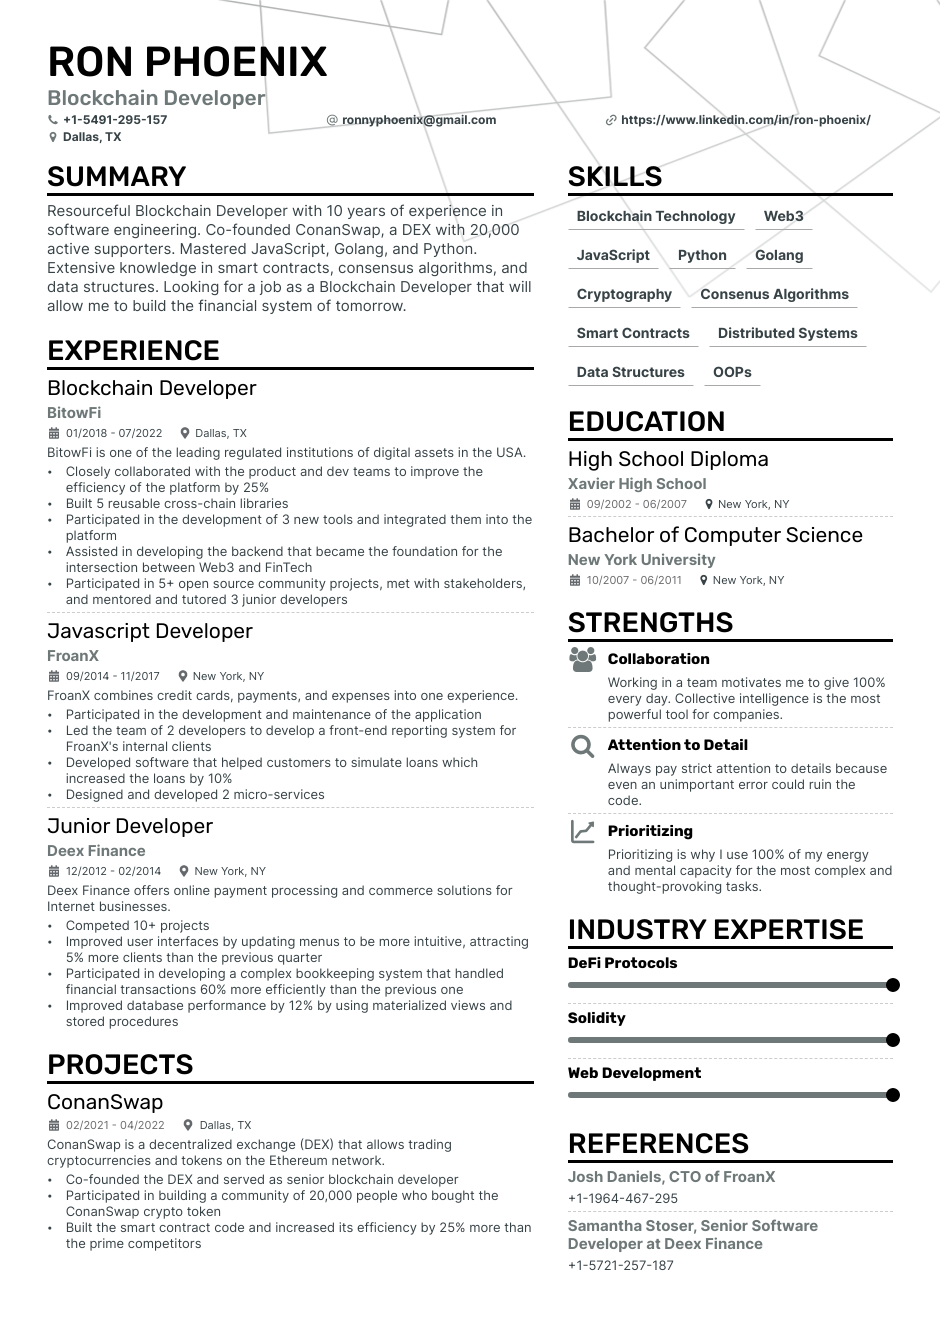 RON PHOENIX
Blockchain Developer
+1-5491-295-157
@ ronnyphoenix@gmail.com
https://www.linkedin.com/in/ron-phoenix/
Dallas, TX
SUMMARY
Resourceful Blockchain Developer with 10 years of experience in
software engineering. Co-founded ConanSwap, a DEX with 20,000
active supporters. Mastered JavaScript, Golang, and Python.
Extensive knowledge in smart contracts, consensus algorithms, and
data structures. Looking for a job as a Blockchain Developer that will
allow me to build the financial system of tomorrow.
EXPERIENCE
Blockchain Developer
BitowFi
01/2018 - 07/2022 Dallas, TX
BitowFi is one of the leading regulated institutions of digital assets in the USA.
• Closely collaborated with the product and dev teams to improve the
efficiency of the platform by 25%
• Built 5 reusable cross-chain libraries
• Participated in the development of 3 new tools and integrated them into the
platform
• Assisted in developing the backend that became the foundation for the
intersection between Web3 and FinTech
• Participated in 5+ open source community projects, met with stakeholders,
and mentored and tutored 3 junior developers
Javascript Developer
FroanX
09/2014 - 11/2017 New York, NY
FroanX combines credit cards, payments, and expenses into one experience.
• Participated in the development and maintenance of the application
• Led the team of 2 developers to develop a front-end reporting system for
FroanX's internal clients
• Developed software that helped customers to simulate loans which
increased the loans by 10%
• Designed and developed 2 micro-services
Junior Developer
Deex Finance
12/2012 - 02/2014 New York, NY
Deex Finance offers online payment processing and commerce solutions for
Internet businesses.
• Competed 10+ projects
• Improved user interfaces by updating menus to be more intuitive, attracting
5% more clients than the previous quarter
• Participated in developing a complex bookkeeping system that handled
financial transactions 60% more efficiently than the previous one
• Improved database performance by 12% by using materialized views and
stored procedures
PROJECTS
ConanSwap
02/2021 - 04/2022 Dallas, TX
ConanSwap is a decentralized exchange (DEX) that allows trading
cryptocurrencies and tokens on the Ethereum network.
• Co-founded the DEX and served as senior blockchain developer
• Participated in building a community of 20,000 people who bought the
ConanSwap crypto token
• Built the smart contract code and increased its efficiency by 25% more than
the prime competitors
SKILLS
Blockchain Technology Web3
JavaScript Python Golang
Cryptography Consenus Algorithms
Smart Contracts Distributed Systems
Data Structures OOPs
EDUCATION
High School Diploma
Xavier High School
09/2002 - 06/2007 New York, NY
Bachelor of Computer Science
New York University
10/2007 - 06/2011 New York, NY
STRENGTHS
Collaboration
Working in a team motivates me to give 100%
every day. Collective intelligence is the most
powerful tool for companies.
Attention to Detail
Always pay strict attention to details because
even an unimportant error could ruin the
code.
Prioritizing
Prioritizing is why I use 100% of my energy
and mental capacity for the most complex and
thought-provoking tasks.
INDUSTRY EXPERTISE
DeFi Protocols
Solidity
Web Development
REFERENCES
Josh Daniels, CTO of FroanX
+1-1964-467-295
Samantha Stoser, Senior Software
Developer at Deex Finance
+1-5721-257-187